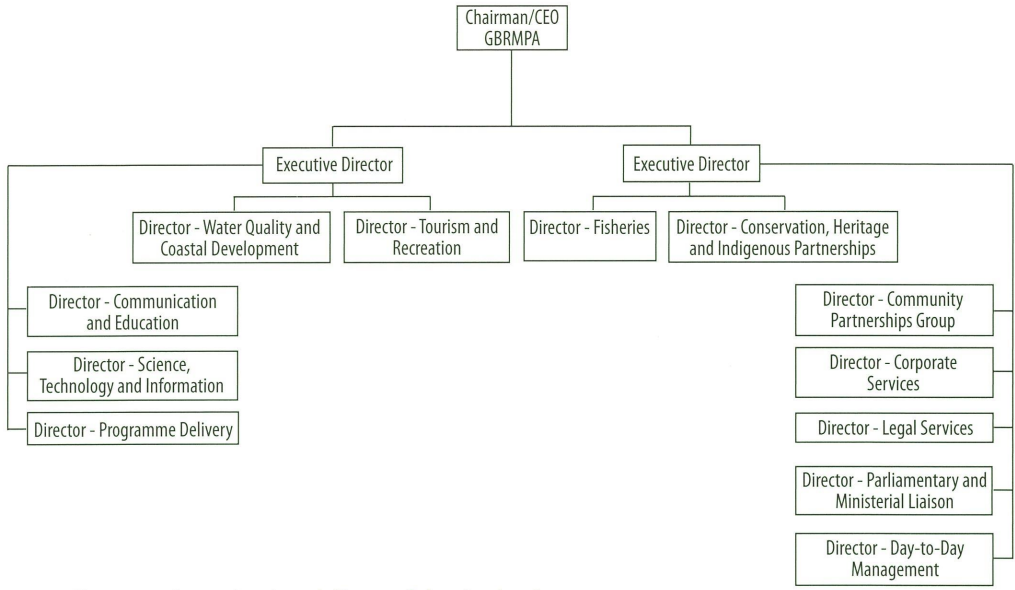 Chairman/CEO
GBRMPA
Executive Director
Executive Director
Director - Water Quality and
Coastal Development
Director - Tourism and
Recreation
Director - Fisheries
Director - Conservation, Heritage
and Indigenous Partnerships
Director - Communication
and Education
Director - Science,
Technology and Information
Director - Programme Delivery
Director - Community
Partnerships Group
Director - Corporate
Services
Director - Legal Services
Director - Parliamentary and
Ministerial Liaison
Director - Day-to-Day
Management